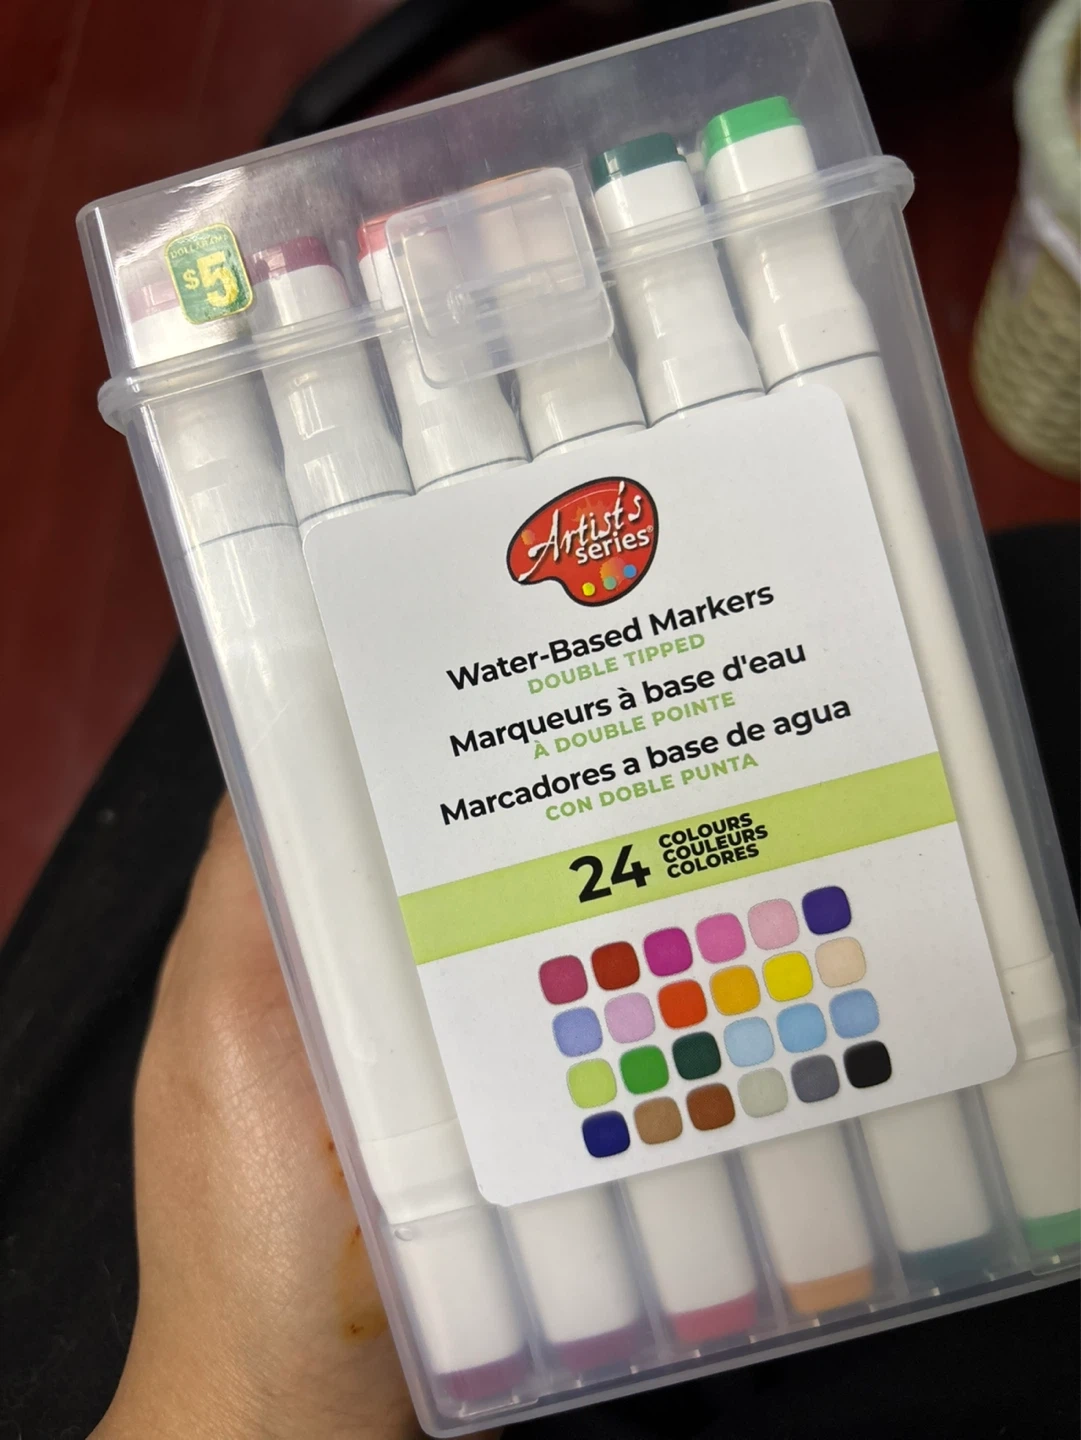 DOLLARAMA
$5
Artist's
series®
Water-Based Markers
DOUBLE TIPPED
Marqueurs à base d'eau
À DOUBLE POINTE
Marcadores a base de agua
CON DOBLE PUNTA
24 COLOURS
COULEURS
COLORES